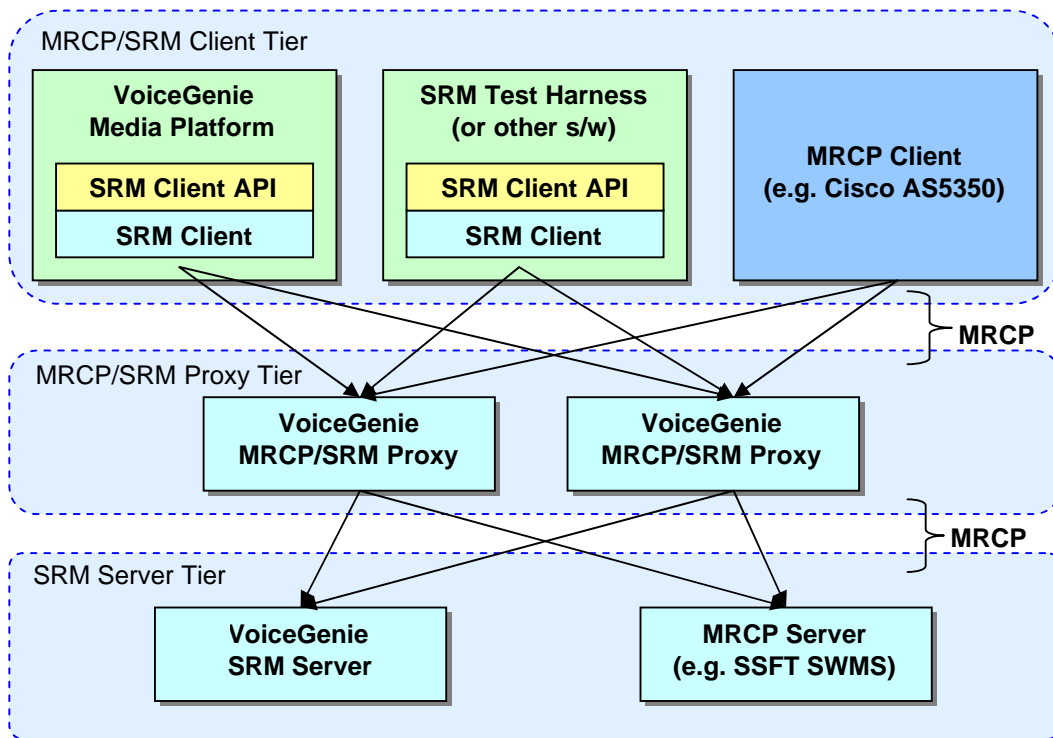 MRCP/SRM Client Tier
VoiceGenie
Media Platform
SRM Client API
SRM Client
SRM Test Harness
(or other s/w)
SRM Client API
SRM Client
MRCP Client
(e.g. Cisco AS5350)
MRCP
MRCP/SRM Proxy Tier
VoiceGenie
MRCP/SRM Proxy
VoiceGenie
MRCP/SRM Proxy
MRCP
SRM Server Tier
VoiceGenie
SRM Server
MRCP Server
(e.g. SSFT SWMS)